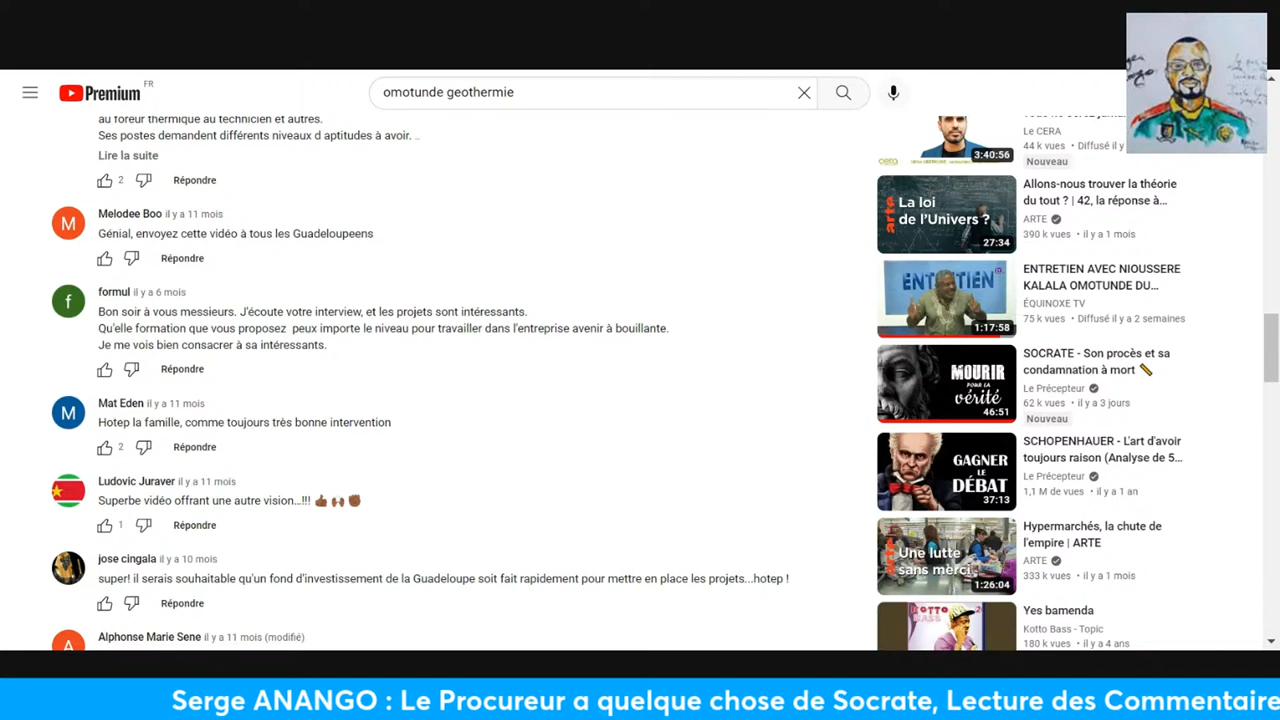 FR
Premium
omotunde geothermie
au foreur thermique au technicien et autres.
Ses postes demandent différents niveaux d aptitudes à avoir. ..
Lire la suite
2
Répondre
M
Melodee Boo il y a 11 mois
Génial, envoyez cette vidéo à tous les Guadeloupeens
Répondre
f
formul il y a 6 mois
Bon soir à vous messieurs. J'écoute votre interview, et les projets sont intéressants.
Qu'elle formation que vous proposez  peux importe le niveau pour travailler dans l'entreprise avenir à bouillante.
Je me vois bien consacrer à sa intéressants.
Répondre
M
Mat Eden il y a 11 mois
Hotep la famille, comme toujours très bonne intervention
2
Répondre
Ludovic Juraver il y a 11 mois
Superbe vidéo offrant une autre vision...!!! 👍🏾 🙌🏾 ✊🏾
1
Répondre
jose cingala il y a 10 mois
super! il serais souhaitable qu'un fond d'investissement de la Guadeloupe soit fait rapidement pour mettre en place les projets...hotep !
Répondre
A
Alphonse Marie Sene il y a 11 mois (modifié)
cera
3:40:56
Le CERA
44 k vues • Diffusé il y
Nouveau
arte
La loi
de l'Univers ?
27:34
Allons-nous trouver la théorie
du tout ? | 42, la réponse à...
ARTE
390 k vues • il y a 1 mois
ENTRETIEN
1:17:58
ENTRETIEN AVEC NIOUSSERE
KALALA OMOTUNDE DU...
ÉQUINOXE TV
75 k vues • Diffusé il y a 2 semaines
MOURIR
POUR LA
vérité
46:51
SOCRATE - Son procès et sa
condamnation à mort 📏
Le Précepteur
62 k vues • il y a 3 jours
Nouveau
GAGNER
LE
DÉBAT
37:13
SCHOPENHAUER - L'art d'avoir
toujours raison (Analyse de 5...
Le Précepteur
1,1 M de vues • il y a 1 an
arte
Une lutte
sans merci
1:26:04
Hypermarchés, la chute de
l'empire | ARTE
ARTE
333 k vues • il y a 1 mois
KOTTO
BASS
Yes bamenda
Kotto Bass - Topic
180 k vues • il y a 4 ans
Serge ANANGO : Le Procureur a quelque chose de Socrate, Lecture des Commentaire